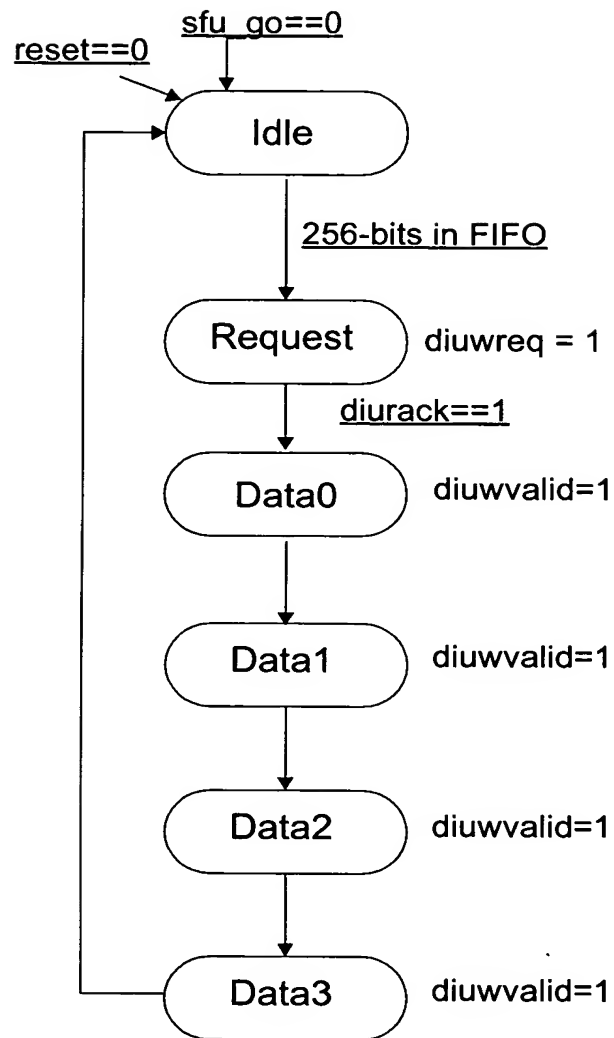 sfu_go==0
reset==0
Idle
256-bits in FIFO
Request diuwreq = 1
diurack==1
Data0 diuwvalid=1
Data1 diuwvalid=1
Data2 diuwvalid=1
Data3 diuwvalid=1